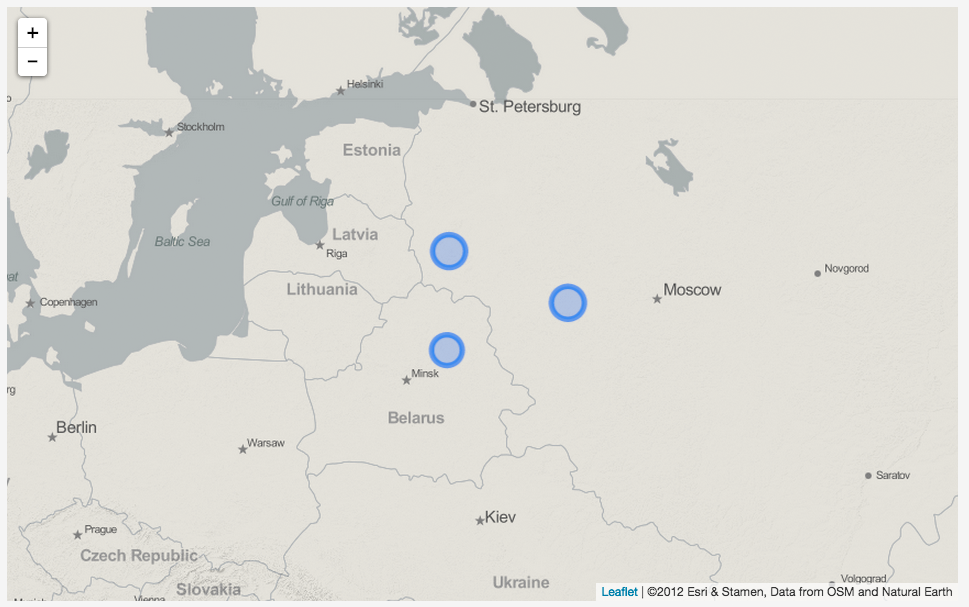 +
−
Helsinki
St. Petersburg
Stockholm
Estonia
Gulf of Riga
Latvia
Baltic Sea
Riga
Novgorod
Lithuania
Moscow
Copenhagen
Minsk
Belarus
Berlin
Warsaw
Saratov
Kiev
Prague
Czech Republic
Slovakia
Ukraine
Volgograd
Vienna
Leaflet | ©2012 Esri & Stamen, Data from OSM and Natural Earth